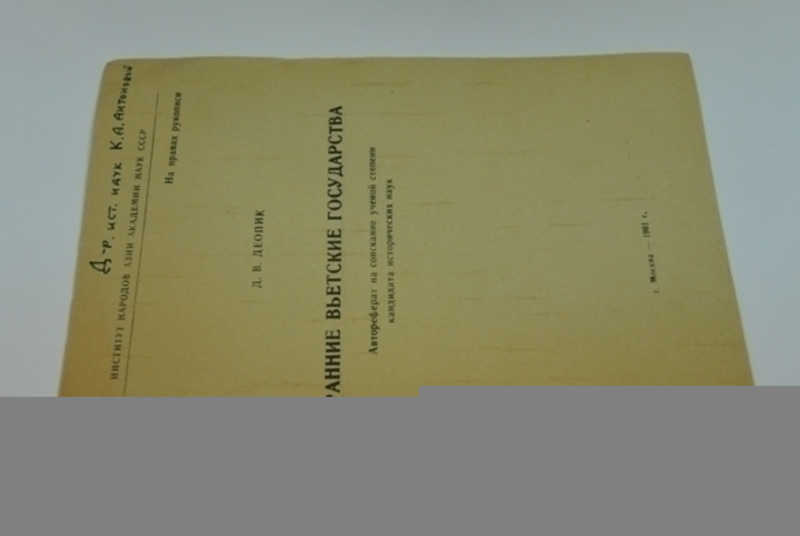 Д-р. ист. наук К.А. Антоновой
ИНСТИТУТ НАРОДОВ АЗИИ АКАДЕМИИ НАУК СССР
На правах рукописи
Д. В. ДЕОПИК
РАННИЕ ВЬЕТСКИЕ ГОСУДАРСТВА
Автореферат на соискание ученой степени
кандидата исторических наук
г. Москва — 1961 г.